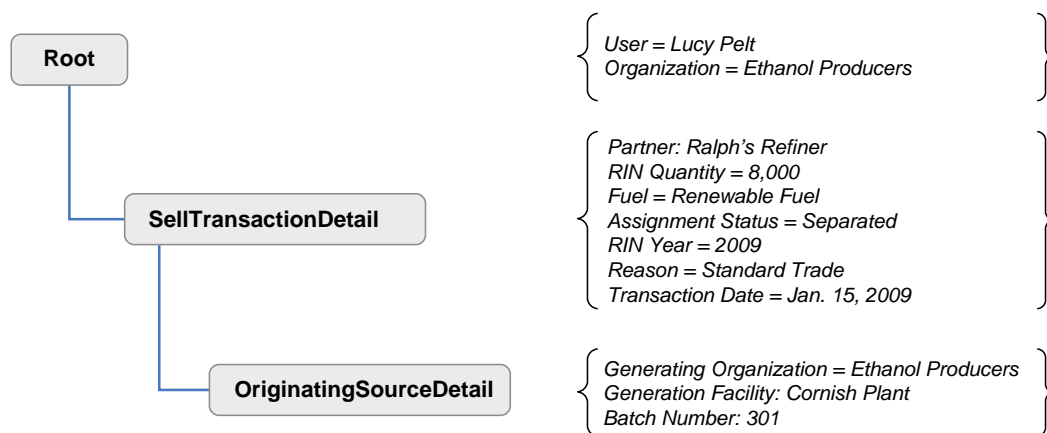 Root
User = Lucy Pelt
Organization = Ethanol Producers
SellTransactionDetail
Partner: Ralph’s Refiner
RIN Quantity = 8,000
Fuel = Renewable Fuel
Assignment Status = Separated
RIN Year = 2009
Reason = Standard Trade
Transaction Date = Jan. 15, 2009
OriginatingSourceDetail
Generating Organization = Ethanol Producers
Generation Facility: Cornish Plant
Batch Number: 301